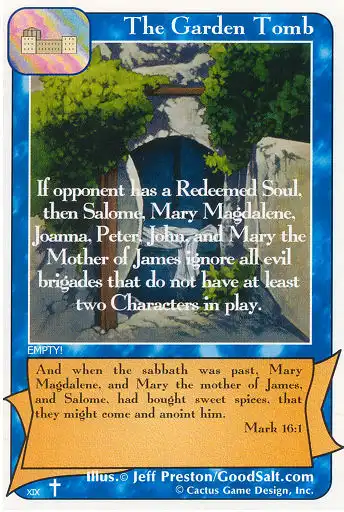 The Garden Tomb
If opponent has a Redeemed Soul,
then Salome, Mary Magdalene,
Joanna, Peter, John, and Mary the
Mother of James ignore all evil
brigades that do not have at least
two Characters in play.
EMPTY!
And when the sabbath was past, Mary
Magdalene, and Mary the mother of James,
and Salome, had bought sweet spices, that
they might come and anoint him.
Mark 16:1
Illus.© Jeff Preston/GoodSalt.com
XIX
© Cactus Game Design, Inc.